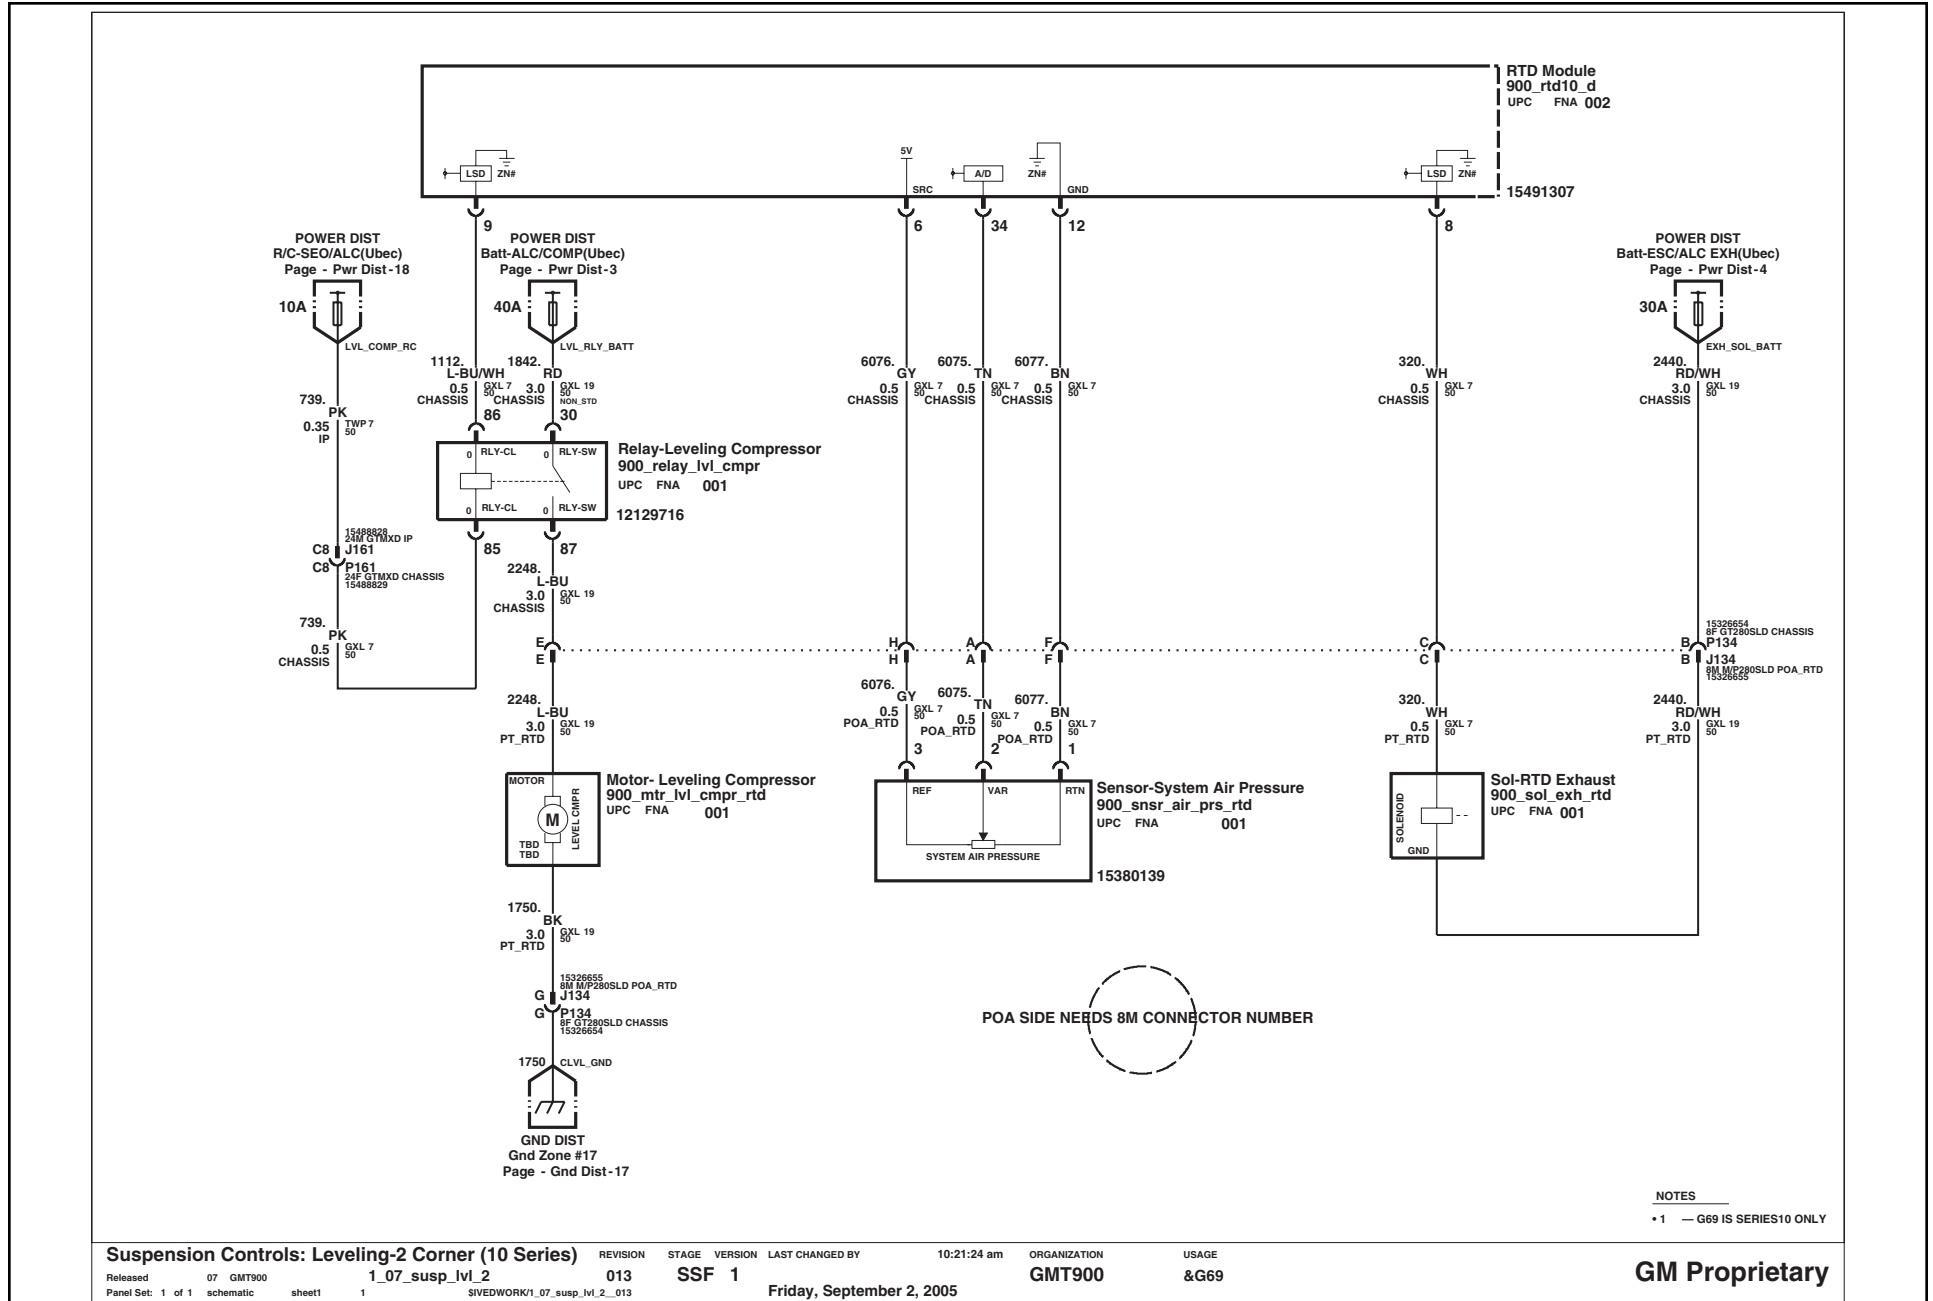 RTD Module
900_rtd10_d
UPC FNA 002
5V
LSD ZN#
A/D
ZN#
LSD ZN#
SRC
GND
15491307
9
6
34
12
8
POWER DIST
R/C-SEO/ALC(Ubec)
Page - Pwr Dist-18
10A
LVL_COMP_RC
POWER DIST
Batt-ALC/COMP(Ubec)
Page - Pwr Dist-3
40A
LVL_RLY_BATT
POWER DIST
Batt-ESC/ALC EXH(Ubec)
Page - Pwr Dist-4
30A
EXH_SOL_BATT
1112.
L-BU/WH
0.5 GXL 7
50
CHASSIS
86
1842.
RD
3.0 GXL 19
50
CHASSIS NON_STD
30
6076.
GY
0.5 GXL 7
50
CHASSIS
6075.
TN
0.5 GXL 7
50
CHASSIS
6077.
BN
0.5 GXL 7
50
CHASSIS
320.
WH
0.5 GXL 7
50
CHASSIS
2440.
RD/WH
3.0 GXL 19
50
CHASSIS
739.
PK
0.35 TWP 7
50
IP
0 RLY-CL
0 RLY-SW
0 RLY-CL
0 RLY-SW
Relay-Leveling Compressor
900_relay_lvl_cmpr
UPC FNA 001
12129716
15488828
24M GTMXD IP
C8 J161
C8 P161
24F GTMXD CHASSIS
15488829
85
87
2248.
L-BU
3.0 GXL 19
50
CHASSIS
739.
PK
0.5 GXL 7
50
CHASSIS
E
E
H
H
A
A
F
F
C
C
15326654
8F GT280SLD CHASSIS
B P134
B J134
8M M/P280SLD POA_RTD
15326655
2248.
L-BU
3.0 GXL 19
50
PT_RTD
6076.
GY
0.5 GXL 7
50
POA_RTD
3
6075.
TN
0.5 GXL 7
50
POA_RTD
2
6077.
BN
0.5 GXL 7
50
POA_RTD
1
320.
WH
0.5 GXL 7
50
PT_RTD
2440.
RD/WH
3.0 GXL 19
50
PT_RTD
MOTOR
M
LEVEL CMPR
TBD
TBD
Motor- Leveling Compressor
900_mtr_lvl_cmpr_rtd
UPC FNA 001
REF
VAR
RTN
SYSTEM AIR PRESSURE
Sensor-System Air Pressure
900_snsr_air_prs_rtd
UPC FNA 001
15380139
SOLENOID
GND
Sol-RTD Exhaust
900_sol_exh_rtd
UPC FNA 001
1750.
BK
3.0 GXL 19
50
PT_RTD
15326655
8M M/P280SLD POA_RTD
G J134
G P134
8F GT280SLD CHASSIS
15326654
1750 CLVL_GND
GND DIST
Gnd Zone #17
Page - Gnd Dist-17
POA SIDE NEEDS 8M CONNECTOR NUMBER
NOTES
• 1 — G69 IS SERIES10 ONLY
Suspension Controls: Leveling-2 Corner (10 Series) REVISION STAGE VERSION LAST CHANGED BY 10:21:24 am ORGANIZATION USAGE
Released 07 GMT900 1_07_susp_lvl_2 013 SSF 1 GMT900 &G69
GM Proprietary
Panel Set: 1 of 1 schematic sheet1 1 $IVEDWORK/1_07_susp_lvl_2__013 Friday, September 2, 2005